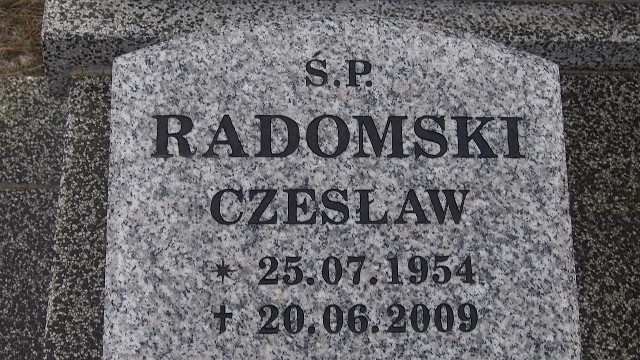 Ś.P.
RADOMSKI
CZESŁAW
* 25.07.1954
† 20.06.2009